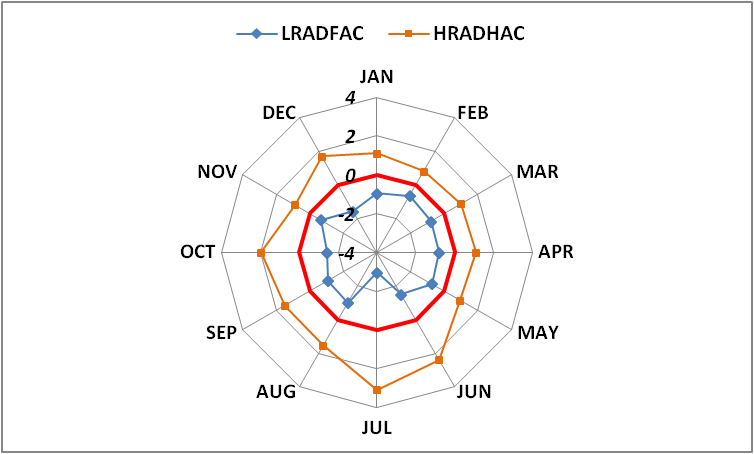 LRADFAC HRADHAC
JAN
4
DEC FEB
2
NOV MAR
0
-2
OCT -4 APR
SEP MAY
AUG JUN
JUL